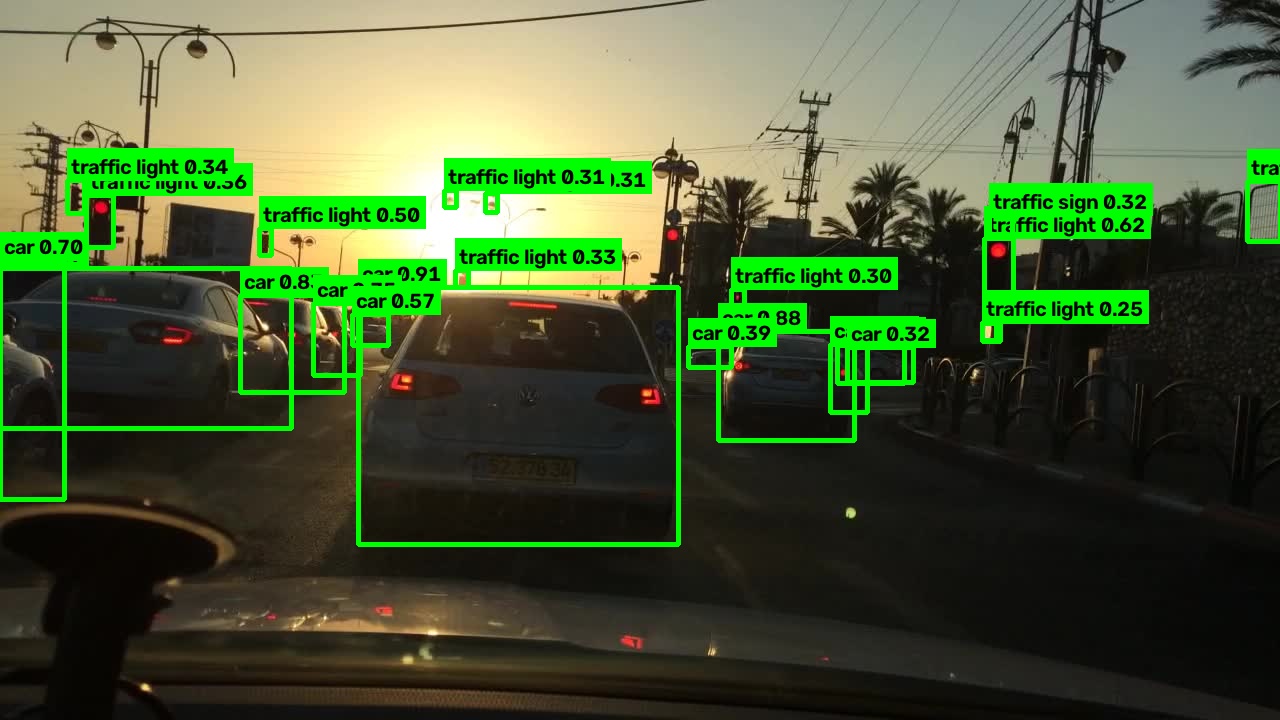 traffic light 0.34
traffic light 0.36
traffic light 0.31
0.31
traffic light 0.50
traffic sign 0.32
traffic light 0.62
car 0.70
traffic light 0.33
car 0.91
traffic light 0.30
car 0.57
traffic light 0.25
0.88
car 0.39
car 0.32